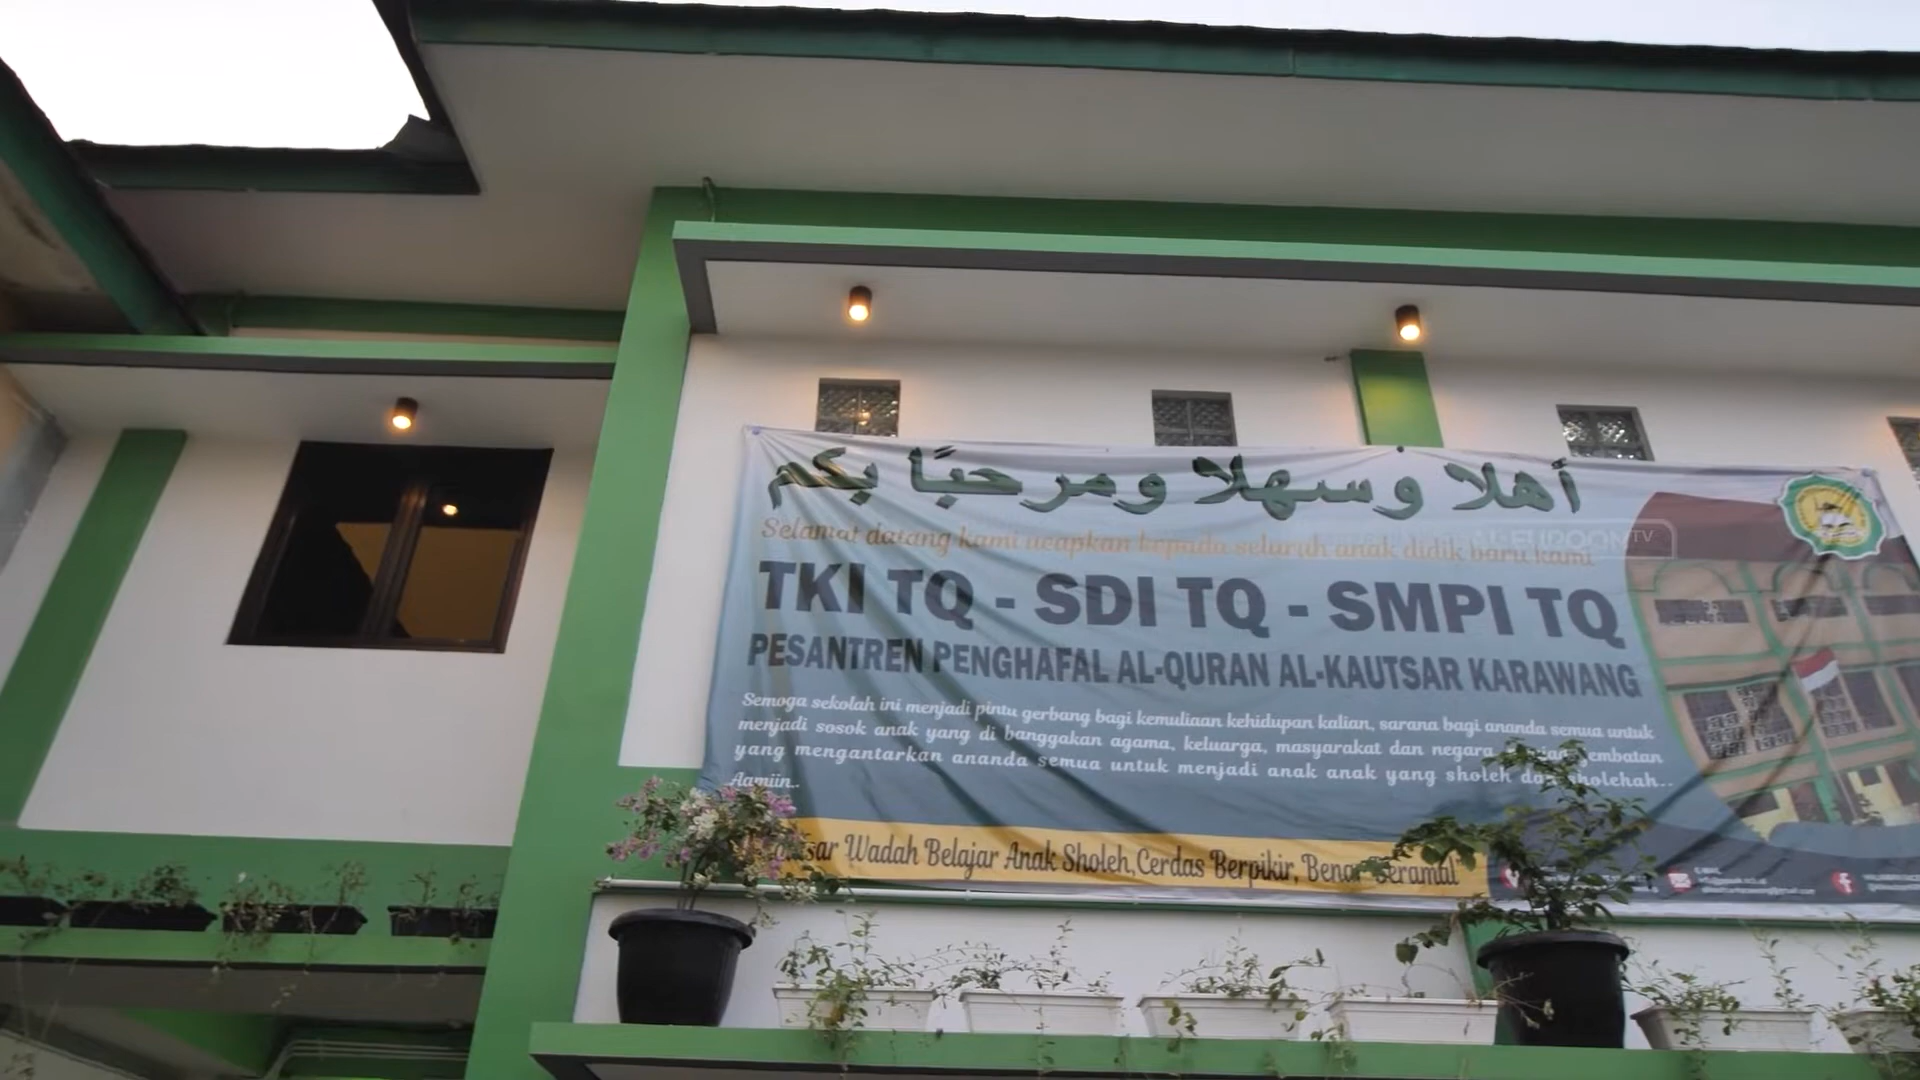 أهلا وسهلا ومرحبًا بكم
Selamat datang kami ucapkan kepada seluruh anak didik baru kami
TKI TQ - SDI TQ - SMPI TQ
PESANTREN PENGHAFAL AL-QURAN AL-KAUTSAR KARAWANG
Semoga sekolah ini menjadi pintu gerbang bagi kemuliaan kehidupan kalian, sarana bagi ananda semua untuk
menjadi sosok anak yang di banggakan agama, keluarga, masyarakat dan negara
yang mengantarkan ananda semua untuk menjadi anak anak yang sholeh dan sholehah..
Aamiin..
Wadah Belajar Anak Sholeh, Cerdas Berpikir, Benar Beramal